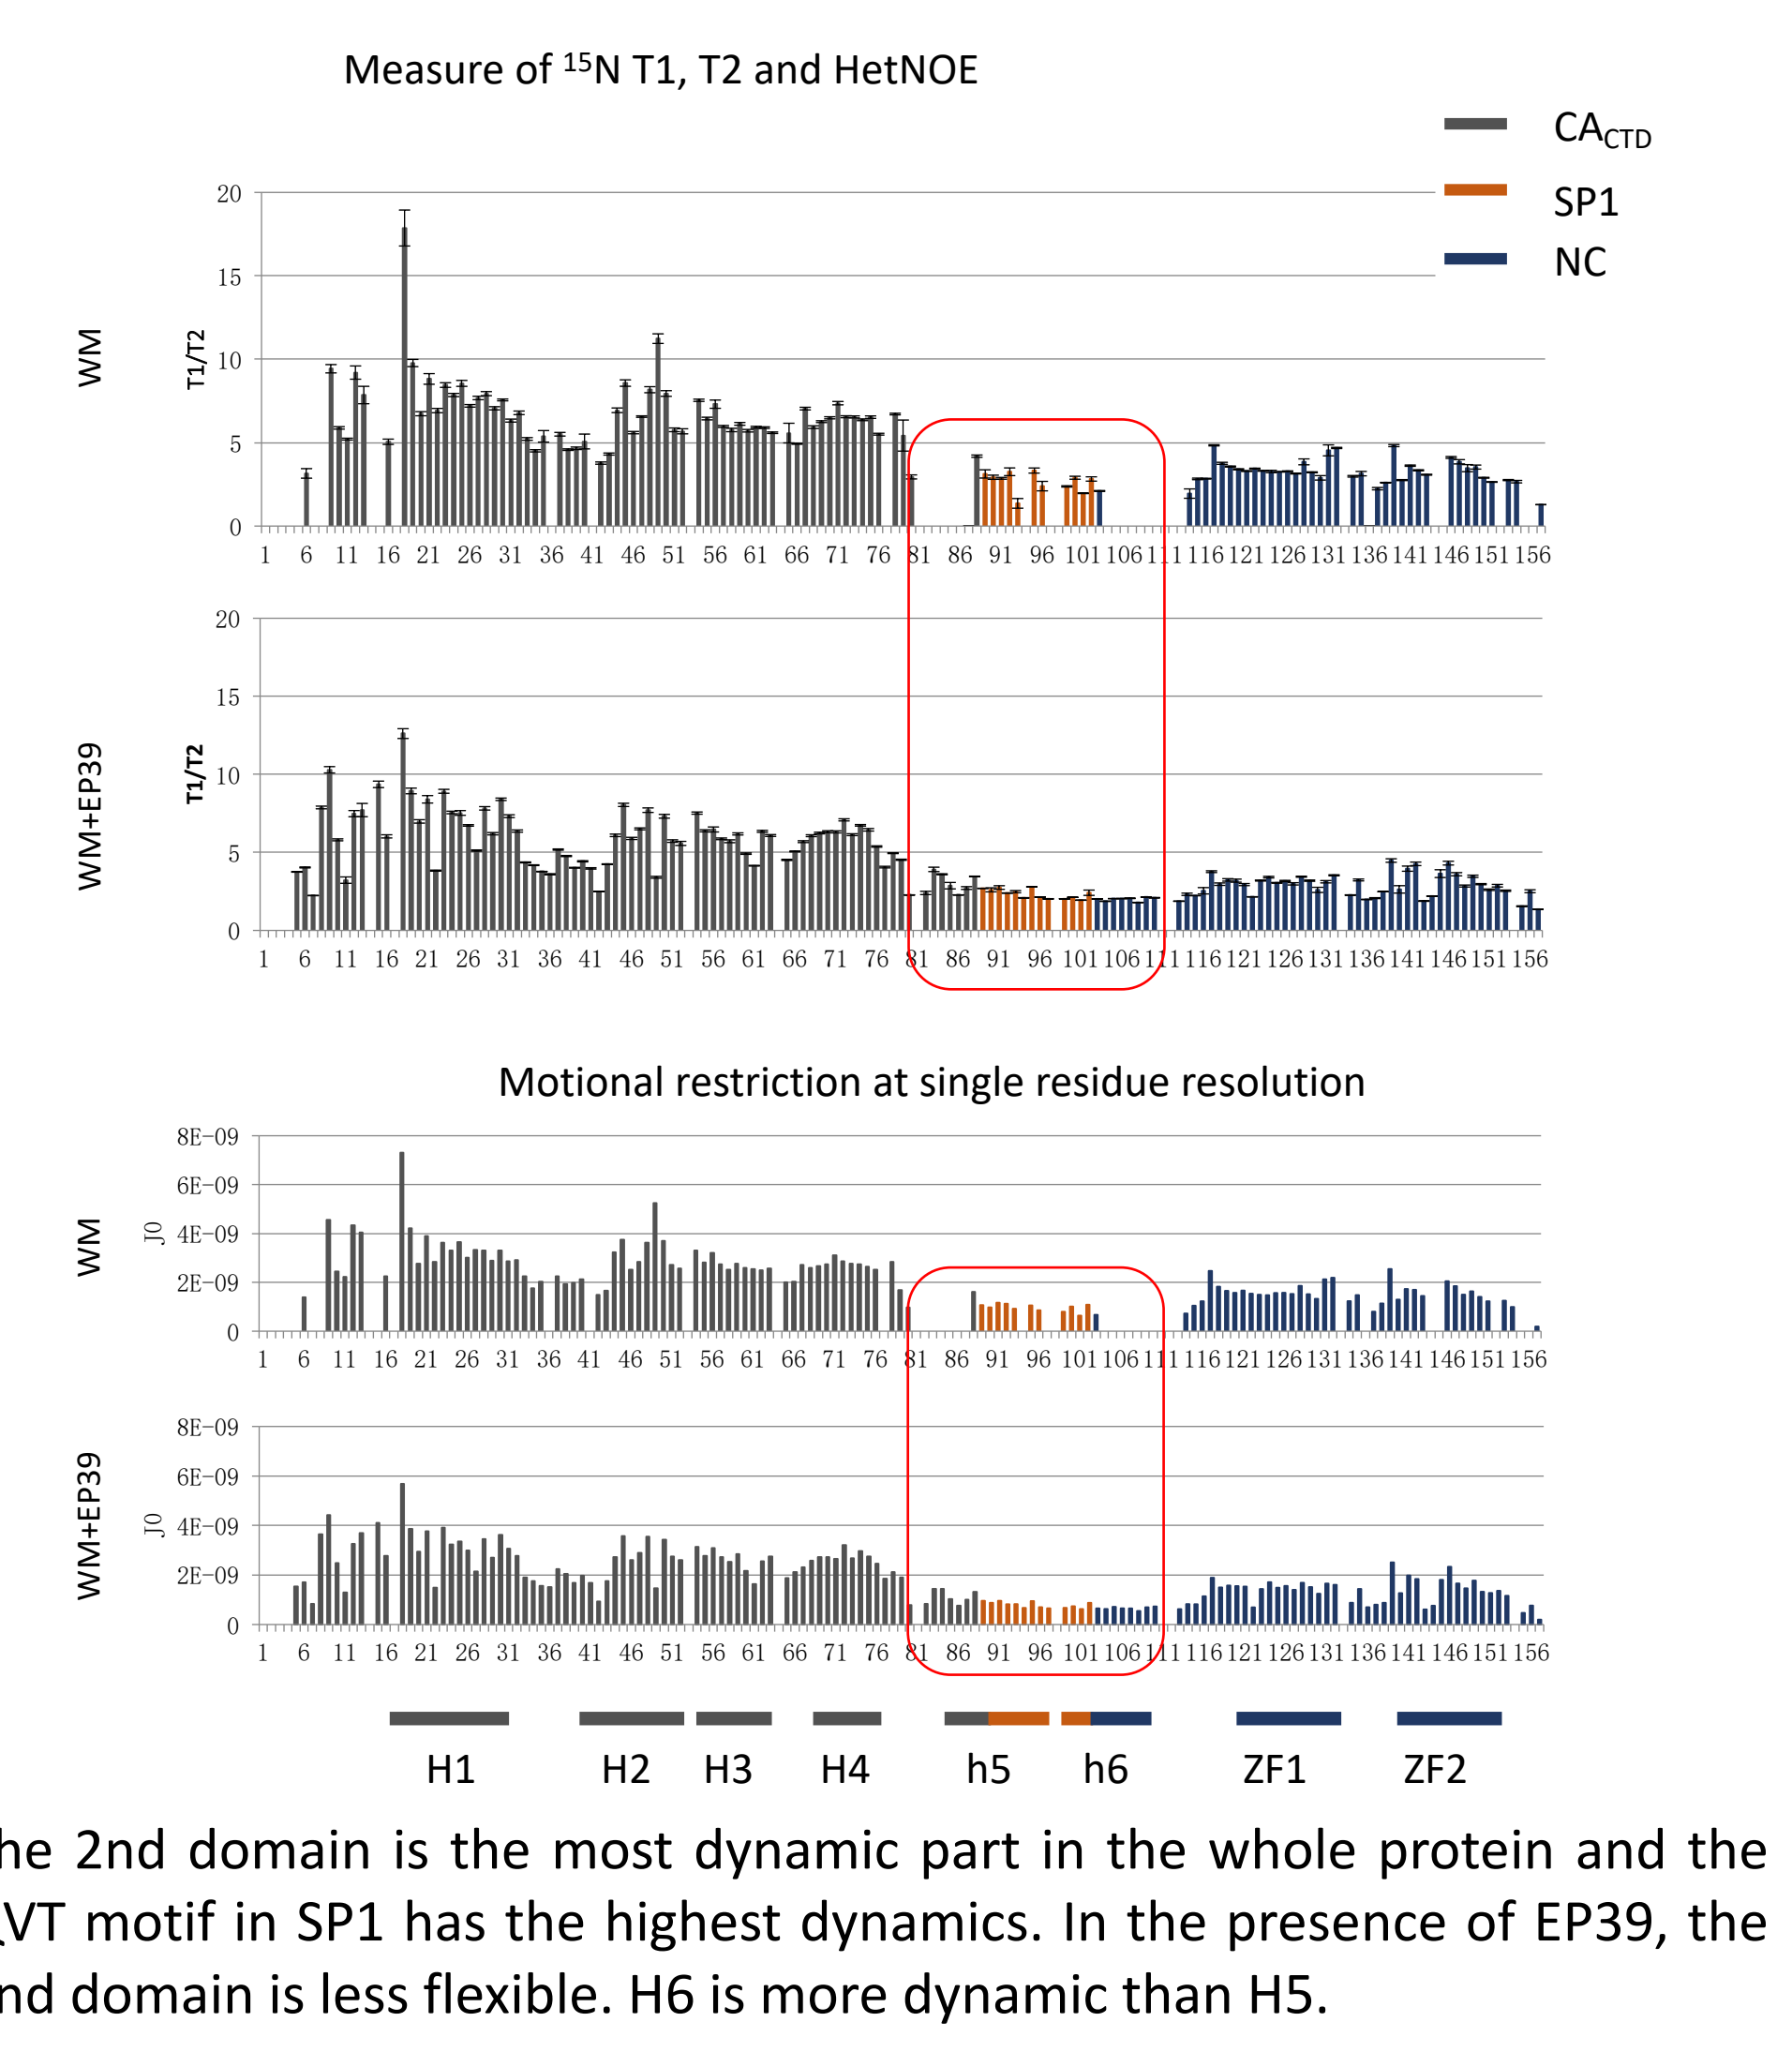 Measure of ¹⁵N T1, T2 and HetNOE
CA_CTD
SP1
NC
WM
T1/T2
20
15
10
5
0
1 6 11 16 21 26 31 36 41 46 51 56 61 66 71 76 81 86 91 96 101 106 111 116 121 126 131 136 141 146 151 156
WM+EP39
T1/T2
20
15
10
5
0
1 6 11 16 21 26 31 36 41 46 51 56 61 66 71 76 81 86 91 96 101 106 111 116 121 126 131 136 141 146 151 156
Motional restriction at single residue resolution
WM
J0
8E-09
6E-09
4E-09
2E-09
0
1 6 11 16 21 26 31 36 41 46 51 56 61 66 71 76 81 86 91 96 101 106 111 116 121 126 131 136 141 146 151 156
WM+EP39
J0
8E-09
6E-09
4E-09
2E-09
0
1 6 11 16 21 26 31 36 41 46 51 56 61 66 71 76 81 86 91 96 101 106 111 116 121 126 131 136 141 146 151 156
H1 H2 H3 H4 h5 h6 ZF1 ZF2
he 2nd domain is the most dynamic part in the whole protein and the
QVT motif in SP1 has the highest dynamics. In the presence of EP39, the
nd domain is less flexible. H6 is more dynamic than H5.